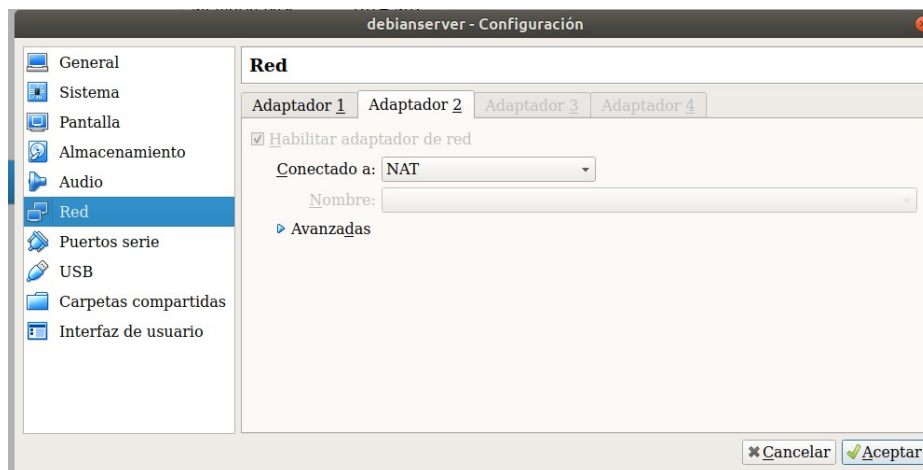 debianserver - Configuración
General
Sistema
Pantalla
Almacenamiento
Audio
Red
Puertos serie
USB
Carpetas compartidas
Interfaz de usuario
Red
Adaptador 1 Adaptador 2 Adaptador 3 Adaptador 4
Habilitar adaptador de red
Conectado a: NAT
Nombre:
Avanzadas
Cancelar Aceptar